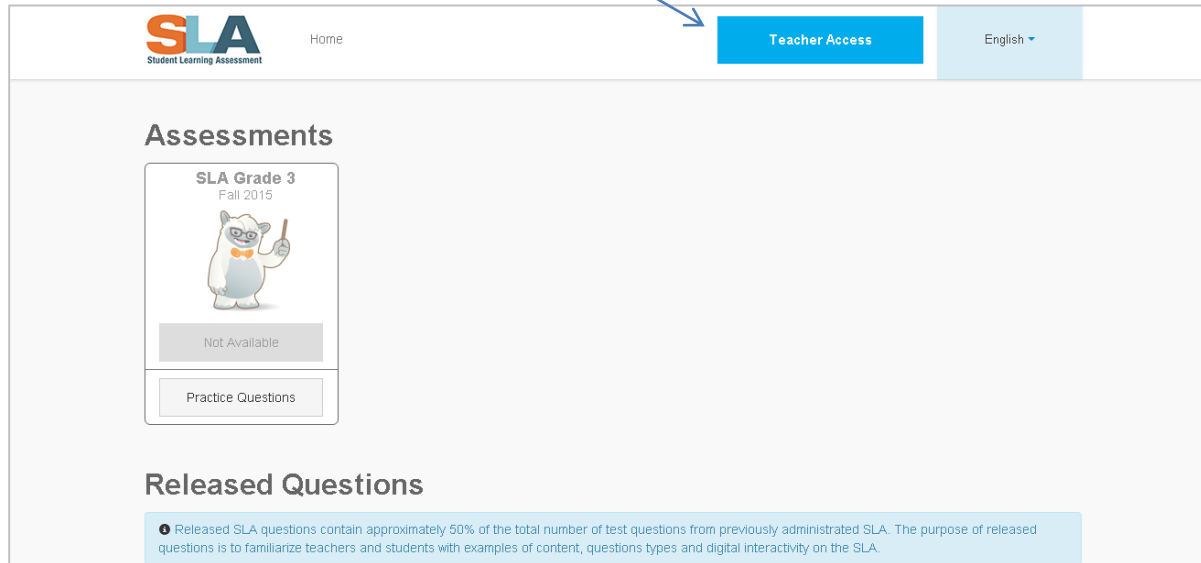 SLA
Student Learning Assessment
Home
Teacher Access
English
Assessments
SLA Grade 3
Fall 2015
Not Available
Practice Questions
Released Questions
Released SLA questions contain approximately 50% of the total number of test questions from previously administrated SLA. The purpose of released
questions is to familiarize teachers and students with examples of content, questions types and digital interactivity on the SLA.